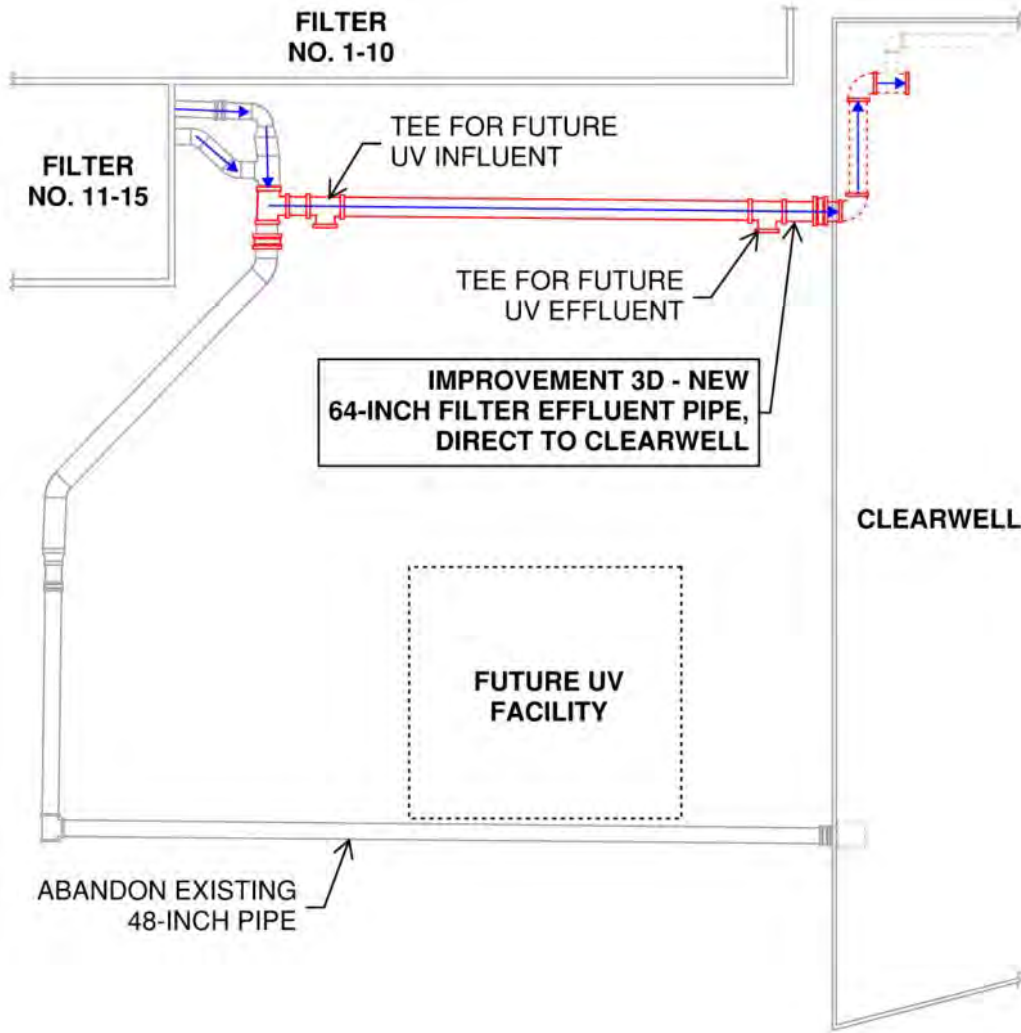 FILTER
NO. 1-10
TEE FOR FUTURE
UV INFLUENT
FILTER
NO. 11-15
TEE FOR FUTURE
UV EFFLUENT
IMPROVEMENT 3D - NEW
64-INCH FILTER EFFLUENT PIPE,
DIRECT TO CLEARWELL
CLEARWELL
FUTURE UV
FACILITY
ABANDON EXISTING
48-INCH PIPE